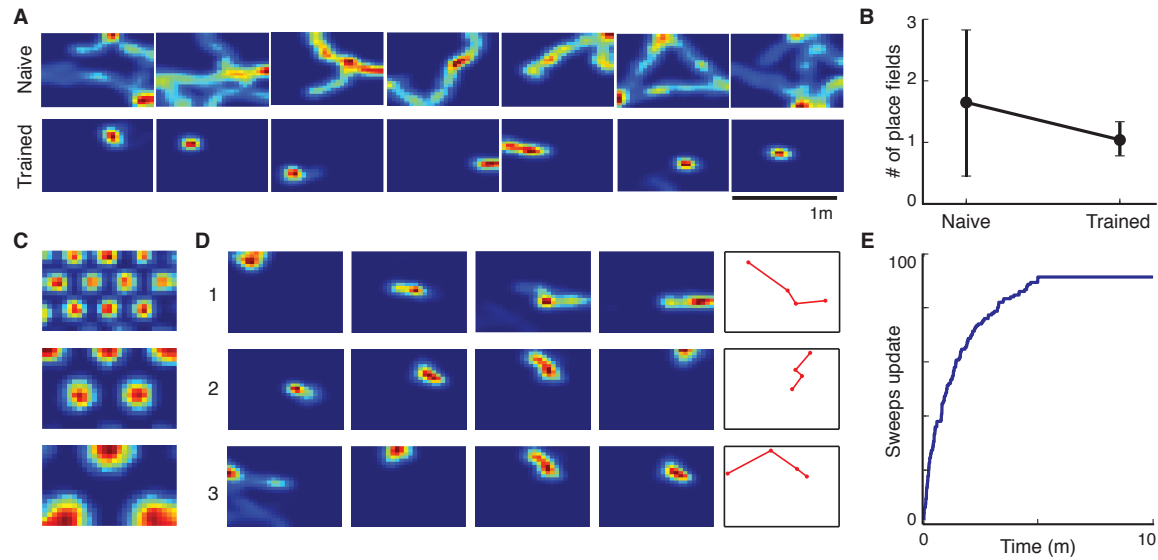 A
Naive
Trained
1m
B
# of place fields
3
2
1
0
Naive
Trained
C
D
1
2
3
E
Sweeps update
100
0
0
10
Time (m)